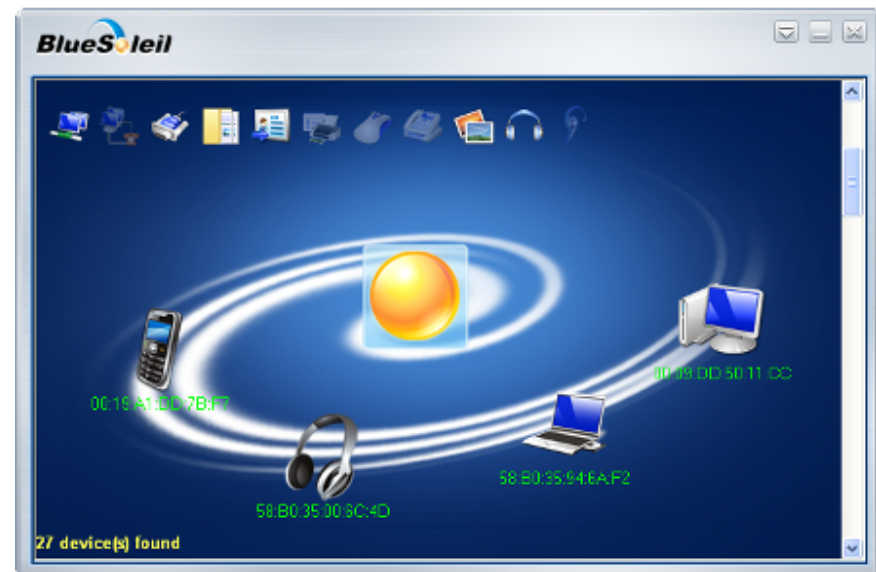 BlueSoleil
00:09:DD:50:11:CC
00:19:A1:DD:7B:F7
58:B0:35:94:6A:F2
58:B0:35:00:6C:4D
27 device(s) found